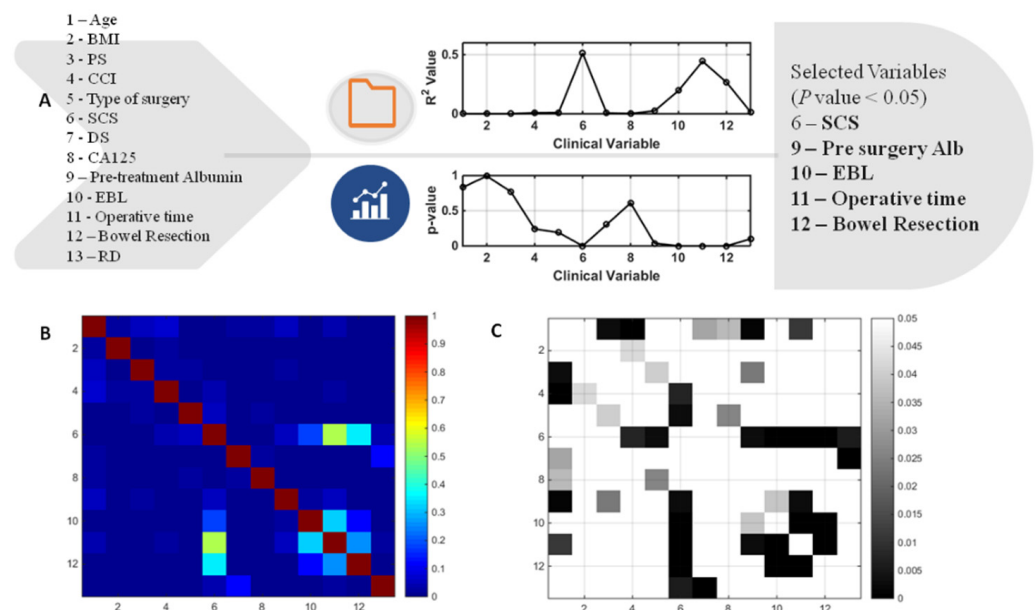 1 – Age
2 - BMI
3 - PS
4 - CCI
A
5 - Type of surgery
6 - SCS
7 - DS
8 - CA125
9 – Pre-treatment Albumin
10 - EBL
11 - Operative time
12 – Bowel Resection
13 – RD
R² Value
0.5
0
2 4 6 8 10 12
Clinical Variable
p-value
1
0.5
0
2 4 6 8 10 12
Clinical Variable
Selected Variables
(P value < 0.05)
6 – SCS
9 – Pre surgery Alb
10 – EBL
11 – Operative time
12 – Bowel Resection
B
2
4
6
8
10
12
2 4 6 8 10 12
1
0.9
0.8
0.7
0.6
0.5
0.4
0.3
0.2
0.1
0
C
2
4
6
8
10
12
2 4 6 8 10 12
0.05
0.045
0.04
0.035
0.03
0.025
0.02
0.015
0.01
0.005
0